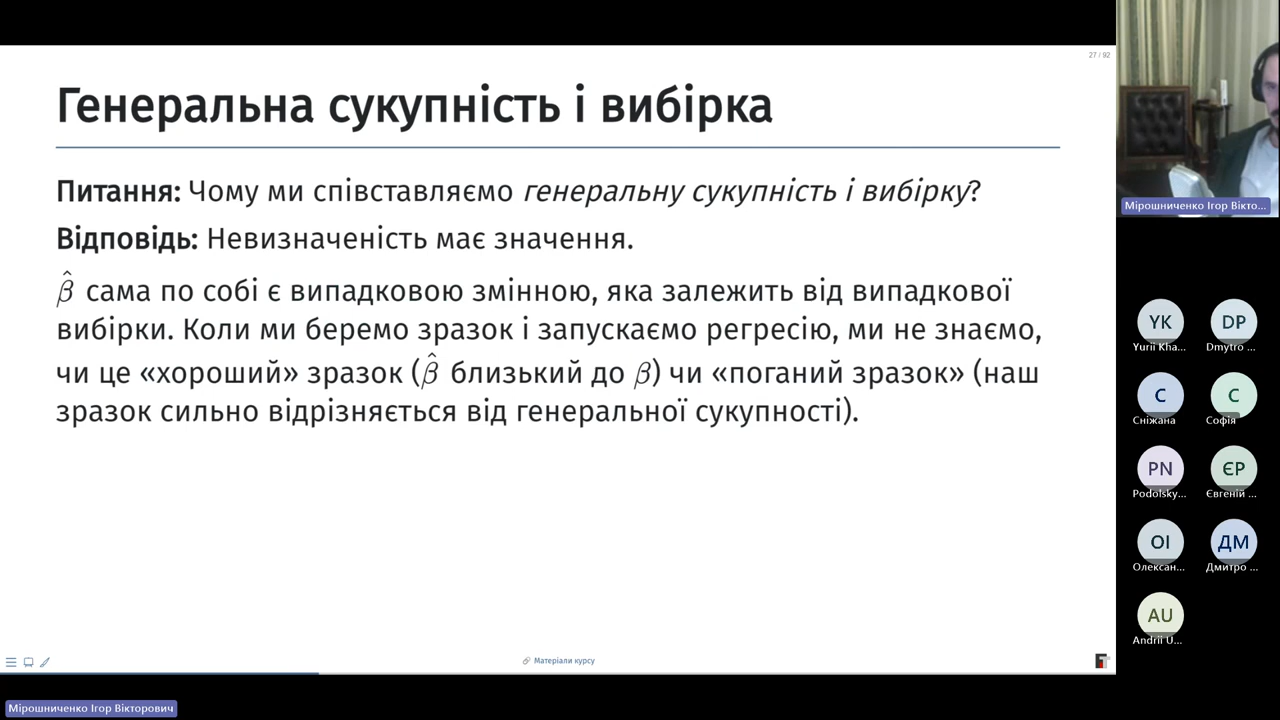 27 / 92
Генеральна сукупність і вибірка
Питання: Чому ми співставляємо генеральну сукупність і вибірку?
Відповідь: Невизначеність має значення.
β̂ сама по собі є випадковою змінною, яка залежить від випадкової
вибірки. Коли ми беремо зразок і запускаємо регресію, ми не знаємо,
чи це «хороший» зразок (β̂ близький до β) чи «поганий зразок» (наш
зразок сильно відрізняється від генеральної сукупності).
Матеріали курсу
Мірошниченко Ігор Вікторович
Мірошниченко Ігор Вікто...
YK
DP
Yurii Kha...
Dmytro ...
С
С
Сніжана
Софія
PN
ЄР
Podolsky...
Євгеній ...
ОІ
ДМ
Олексан...
Дмитро ...
AU
Andrii U...